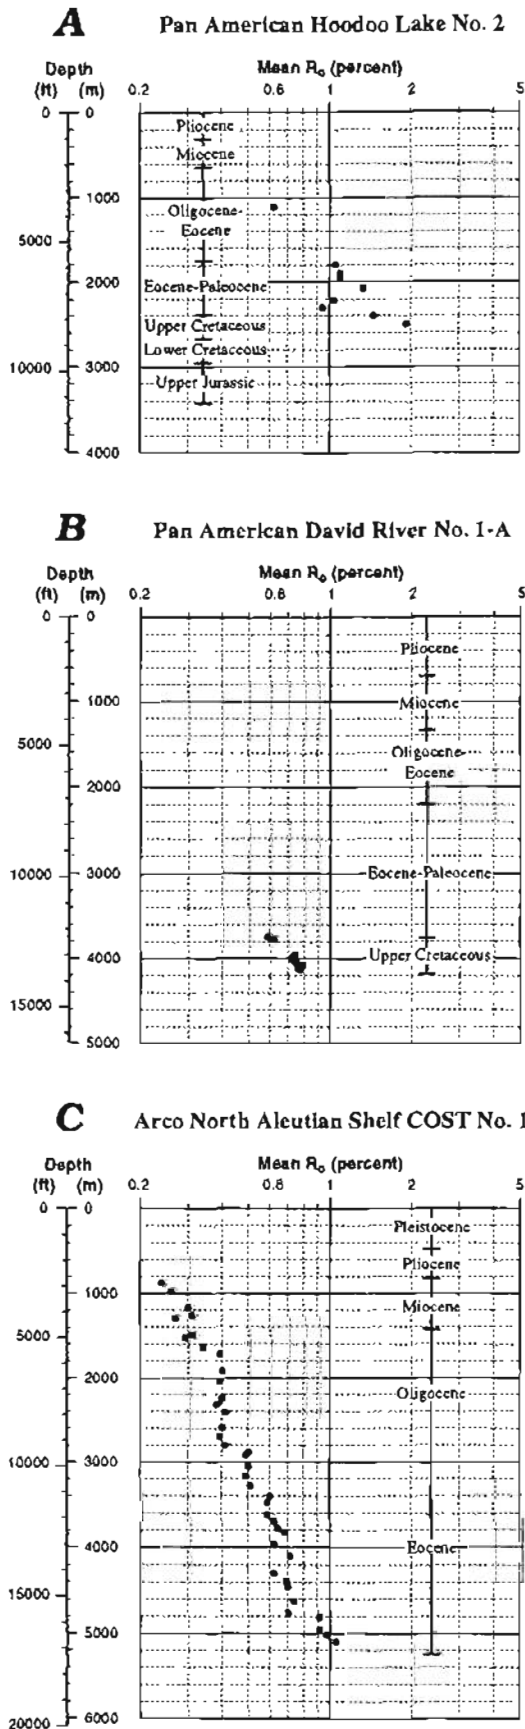 A Pan American Hoodoo Lake No. 2
Depth Mean Ro (percent)
(ft) (m) 0.2 0.6 1 2 5
0 0
Pliocene
Miocene
1000
Oligocene-
5000 Eocene
2000 Eocene-Paleocene
Upper Cretaceous
Lower Cretaceous
10000 3000
Upper Jurassic
4000
B Pan American David River No. 1-A
Depth Mean Ro (percent)
(ft) (m) 0.2 0.6 1 2 5
0 0
Pliocene
1000 Miocene
5000 Oligocene-
Eocene
2000
10000 3000 Eocene-Paleocene
4000 Upper Cretaceous
15000
5000
C Arco North Aleutian Shelf COST No. 1
Depth Mean Ro (percent)
(ft) (m) 0.2 0.6 1 2 5
0 0
Pleistocene
Pliocene
1000
Miocene
5000
2000
Oligocene
10000 3000
4000 Eocene
15000
5000
20000 6000